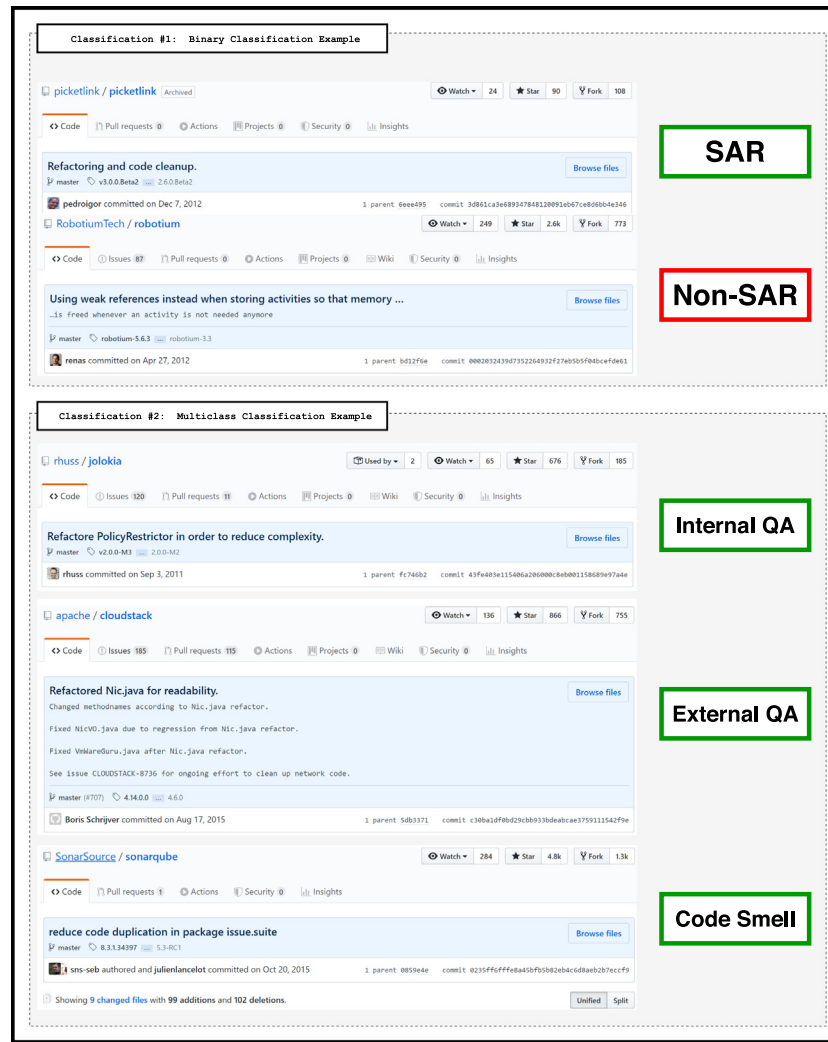 Classification #1: Binary Classification Example
picketlink / picketlink Archived
Watch 24 Star 90 Fork 108
Code Pull requests 0 Actions Projects 0 Security 0 Insights
Refactoring and code cleanup.
Browse files
master v3.0.0.Beta2 ... 2.6.0.Beta2
pedroigor committed on Dec 7, 2012
1 parent 6eee495 commit 3d861ca3e689347848120091eb67ce8d6bb4e346
SAR
RobotiumTech / robotium
Watch 249 Star 2.6k Fork 773
Code Issues 87 Pull requests 0 Actions Projects 0 Wiki Security 0 Insights
Using weak references instead when storing activities so that memory ...
Browse files
…is freed whenever an activity is not needed anymore
master robotium-5.6.3 ... robotium-3.3
renas committed on Apr 27, 2012
1 parent bd12f6e commit 0002032439d7352264932f27eb5b5f04bcefde61
Non-SAR
Classification #2: Multiclass Classification Example
rhuss / jolokia
Used by 2 Watch 65 Star 676 Fork 185
Code Issues 120 Pull requests 11 Actions Projects 0 Wiki Security 0 Insights
Refactore PolicyRestrictor in order to reduce complexity.
Browse files
master v2.0.0-M3 ... 2.0.0-M2
rhuss committed on Sep 3, 2011
1 parent fc746b2 commit 43fe403e115406a206000c8eb001158689e97a4e
Internal QA
apache / cloudstack
Watch 136 Star 866 Fork 755
Code Issues 185 Pull requests 115 Actions Projects 0 Wiki Security 0 Insights
Refactored Nic.java for readability.
Browse files
Changed methodnames according to Nic.java refactor.
Fixed NicVO.java due to regression from Nic.java refactor.
Fixed VmWareGuru.java after Nic.java refactor.
See issue CLOUDSTACK-8736 for ongoing effort to clean up network code.
master (#707) 4.14.0.0 ... 4.6.0
Boris Schrijver committed on Aug 17, 2015
1 parent 5db3371 commit c30ba1df0bd29cbb933bdeabcae3759111542f9e
External QA
SonarSource / sonarqube
Watch 284 Star 4.8k Fork 1.3k
Code Pull requests 1 Actions Security 0 Insights
reduce code duplication in package issue.suite
Browse files
master 8.3.1.34397 ... 5.3-RC1
sns-seb authored and julienlancelot committed on Oct 20, 2015
1 parent 0859e4e commit 0235ff6fffe8a45bfb5b82eb4c6d8aeb2b7eccf9
Showing 9 changed files with 99 additions and 102 deletions.
Unified Split
Code Smell